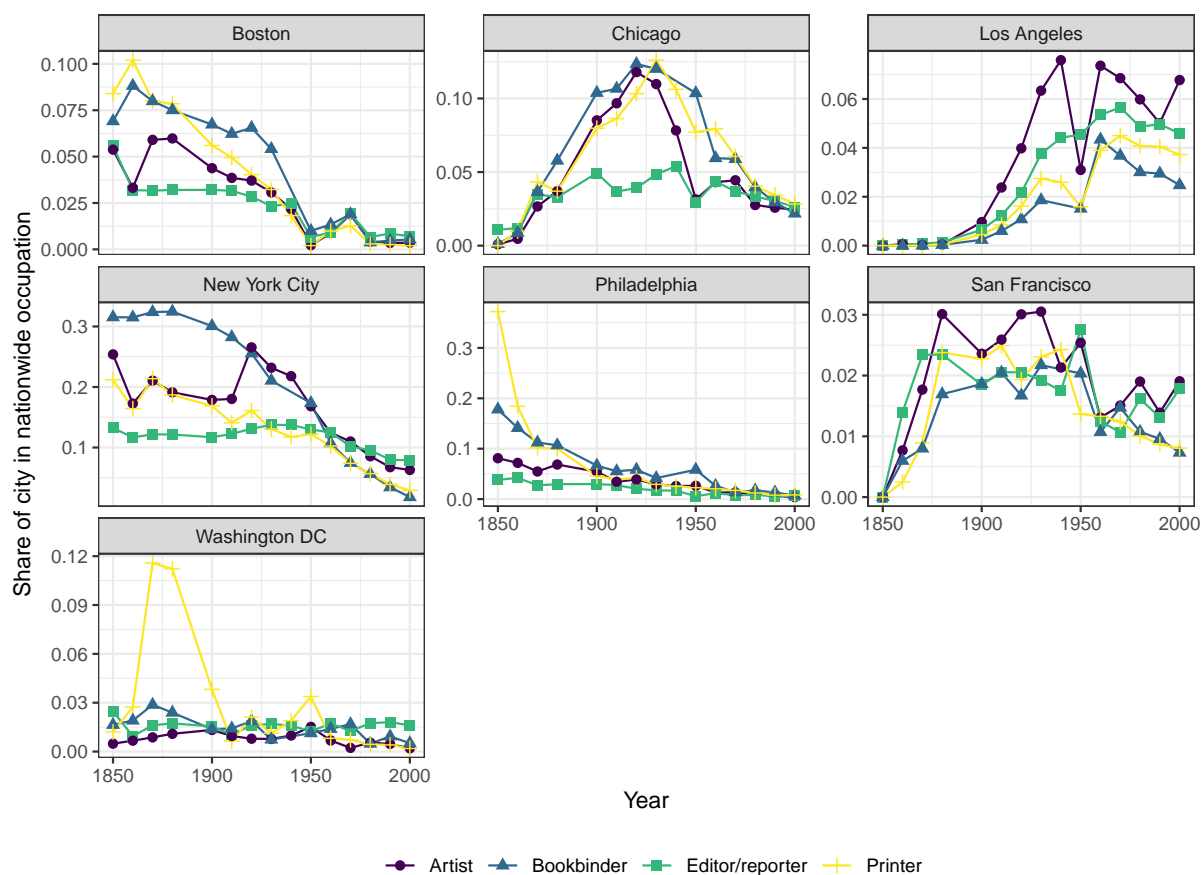 Boston
Chicago
Los Angeles
0.100
0.075
0.050
0.025
0.000
0.10
0.05
0.00
0.06
0.04
0.02
0.00
New York City
Philadelphia
San Francisco
0.3
0.2
0.1
0.3
0.2
0.1
0.0
0.03
0.02
0.01
0.00
1850 1900 1950 2000
1850 1900 1950 2000
Washington DC
0.12
0.09
0.06
0.03
0.00
1850 1900 1950 2000
Share of city in nationwide occupation
Year
Artist Bookbinder Editor/reporter Printer